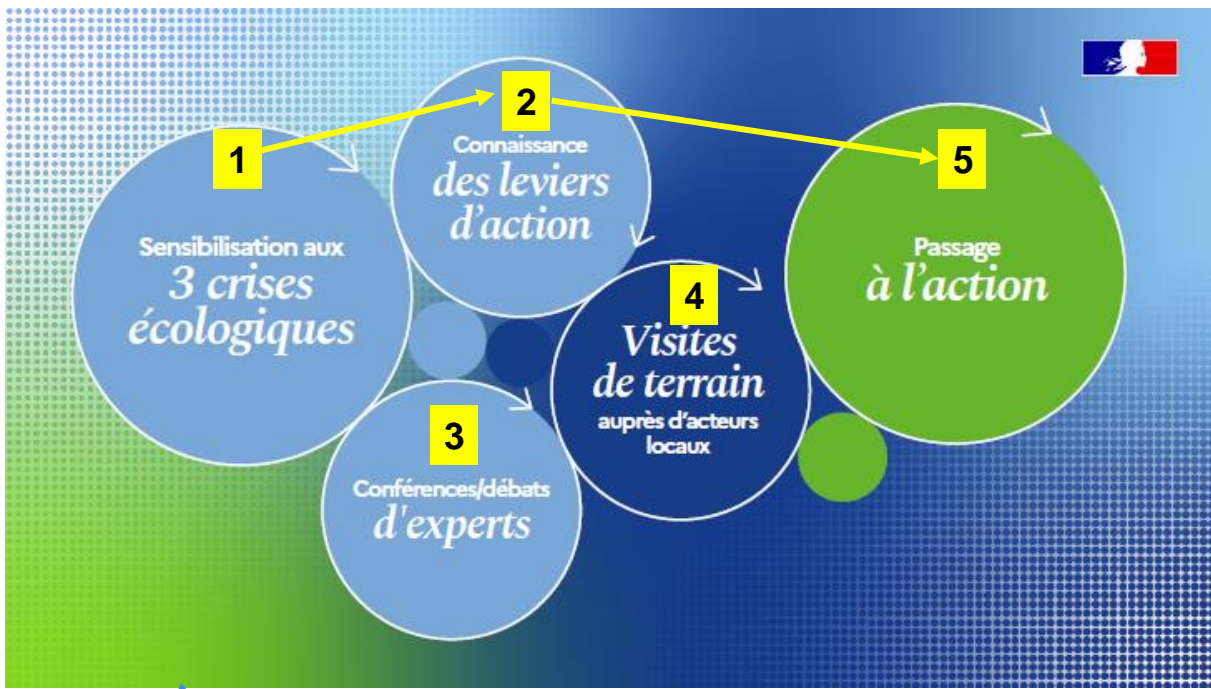 1
Sensibilisation aux
3 crises
écologiques
2
Connaissance
des leviers
d'action
3
Conférences/débats
d'experts
4
Visites
de terrain
auprès d'acteurs
locaux
5
Passage
à l'action